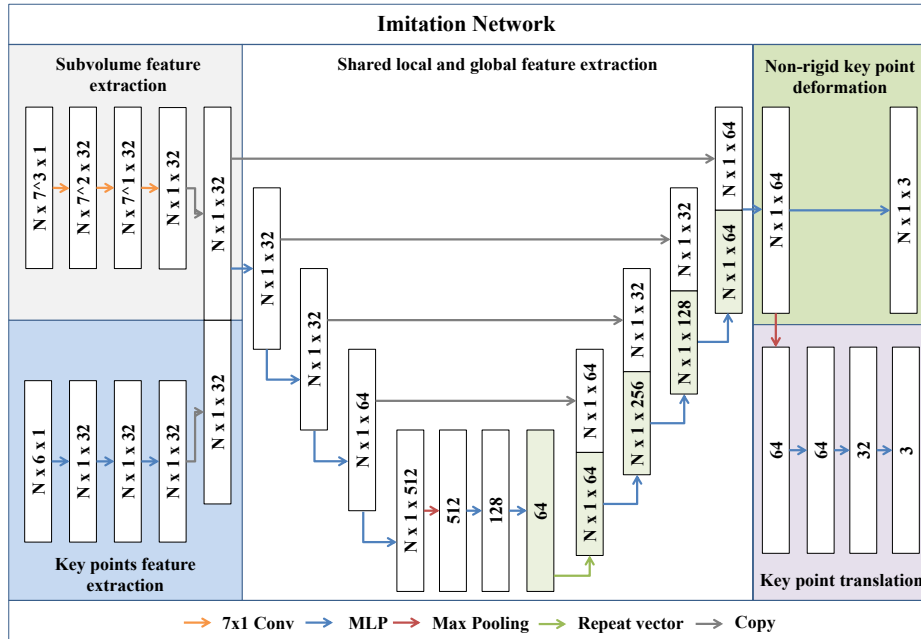 Imitation Network
Subvolume feature
extraction
N x 7^3 x 1
N x 7^2 x 32
N x 7^1 x 32
N x 1 x 32
N x 1 x 32
Key points feature
extraction
N x 6 x 1
N x 1 x 32
N x 1 x 32
N x 1 x 32
N x 1 x 32
Shared local and global feature extraction
N x 1 x 32
N x 1 x 32
N x 1 x 64
N x 1 x 512
512
128
64
N x 1 x 64
N x 1 x 64
N x 1 x 32
N x 1 x 256
N x 1 x 32
N x 1 x 128
N x 1 x 64
N x 1 x 64
Non-rigid key point
deformation
N x 1 x 64
N x 1 x 3
64
64
32
3
Key point translation
7x1 Conv
MLP
Max Pooling
Repeat vector
Copy